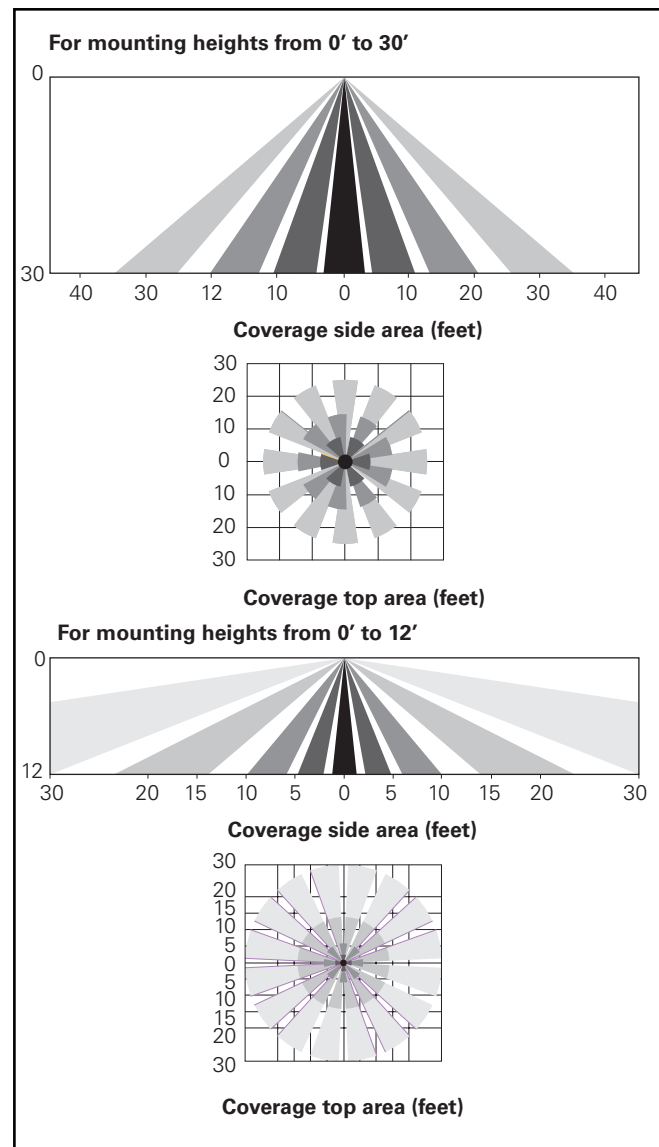 For mounting heights from 0′ to 30′
0
30
40 30 12 10 0 10 20 30 40
Coverage side area (feet)
30
20
10
0
10
20
30
Coverage top area (feet)
For mounting heights from 0′ to 12′
0
12
30 20 15 10 5 0 5 10 15 20 30
Coverage side area (feet)
30
20
15
10
5
0
5
10
15
20
30
Coverage top area (feet)